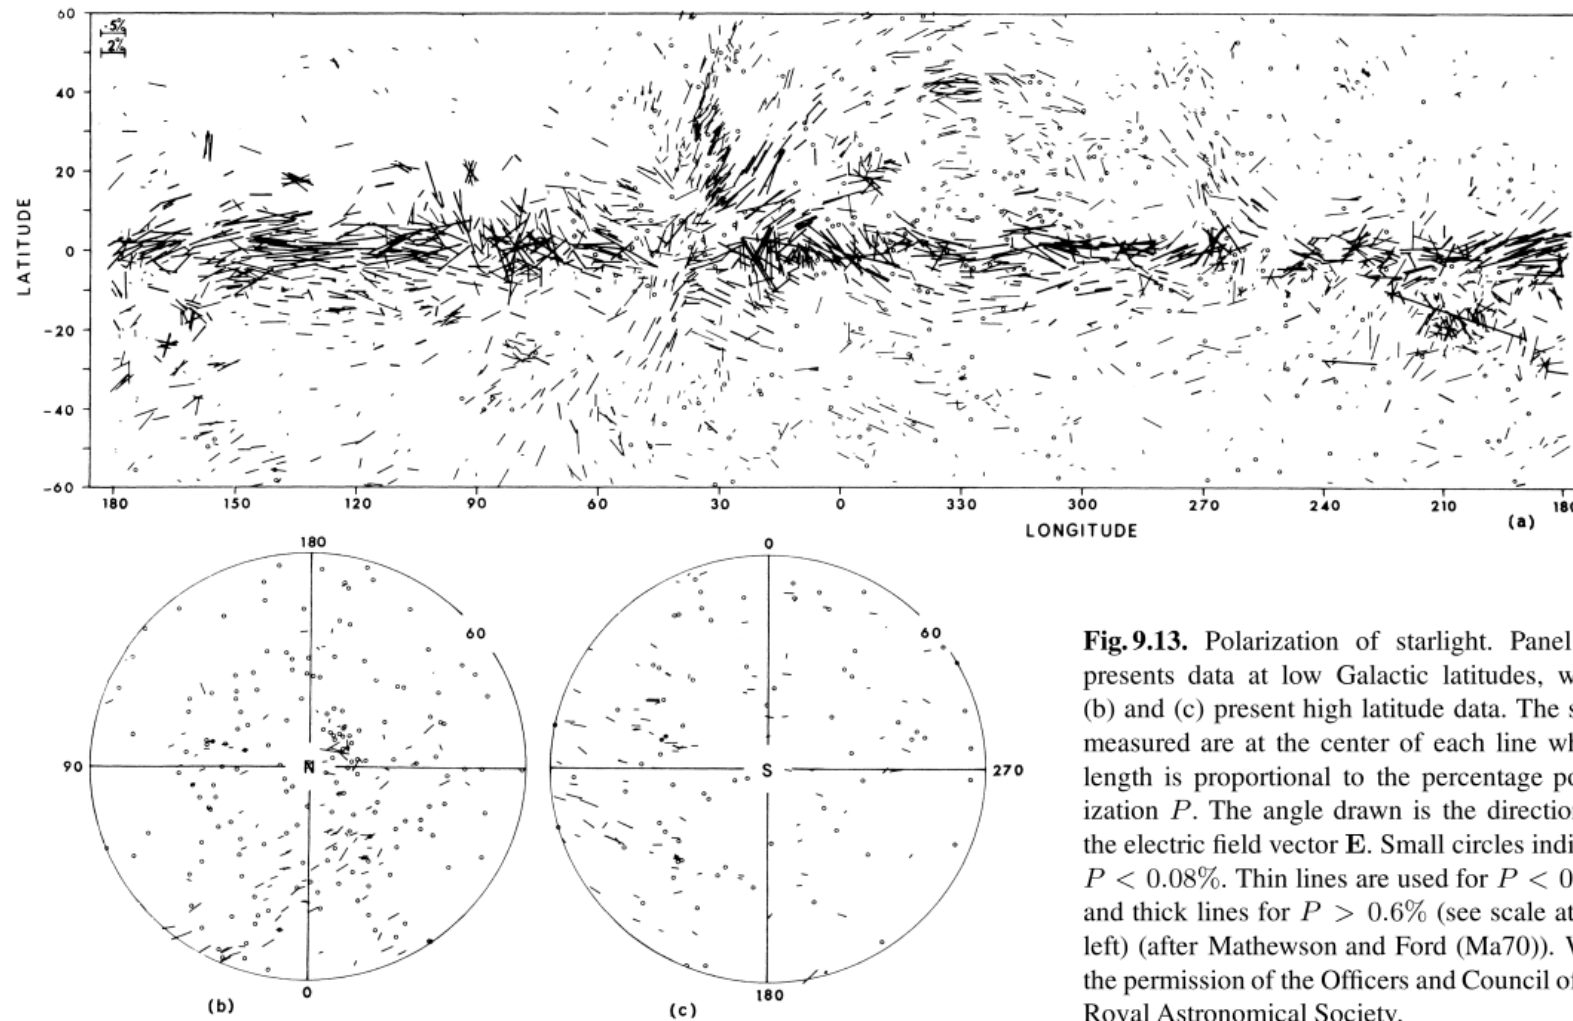 60
40
20
0
-20
-40
-60
LATITUDE
·5%
2%
180 150 120 90 60 30 0 330 300 270 240 210 180
LONGITUDE
(a)
180
60
90
N
0
(b)
0
60
S
270
180
(c)
Fig. 9.13. Polarization of starlight. Panel
presents data at low Galactic latitudes,
(b) and (c) present high latitude data. The
measured are at the center of each line
length is proportional to the percentage
ization P. The angle drawn is the direction
the electric field vector E. Small circles
P < 0.08%. Thin lines are used for P < 0
and thick lines for P > 0.6% (see scale at
left) (after Mathewson and Ford (Ma70)).
the permission of the Officers and Council of
Royal Astronomical Society.